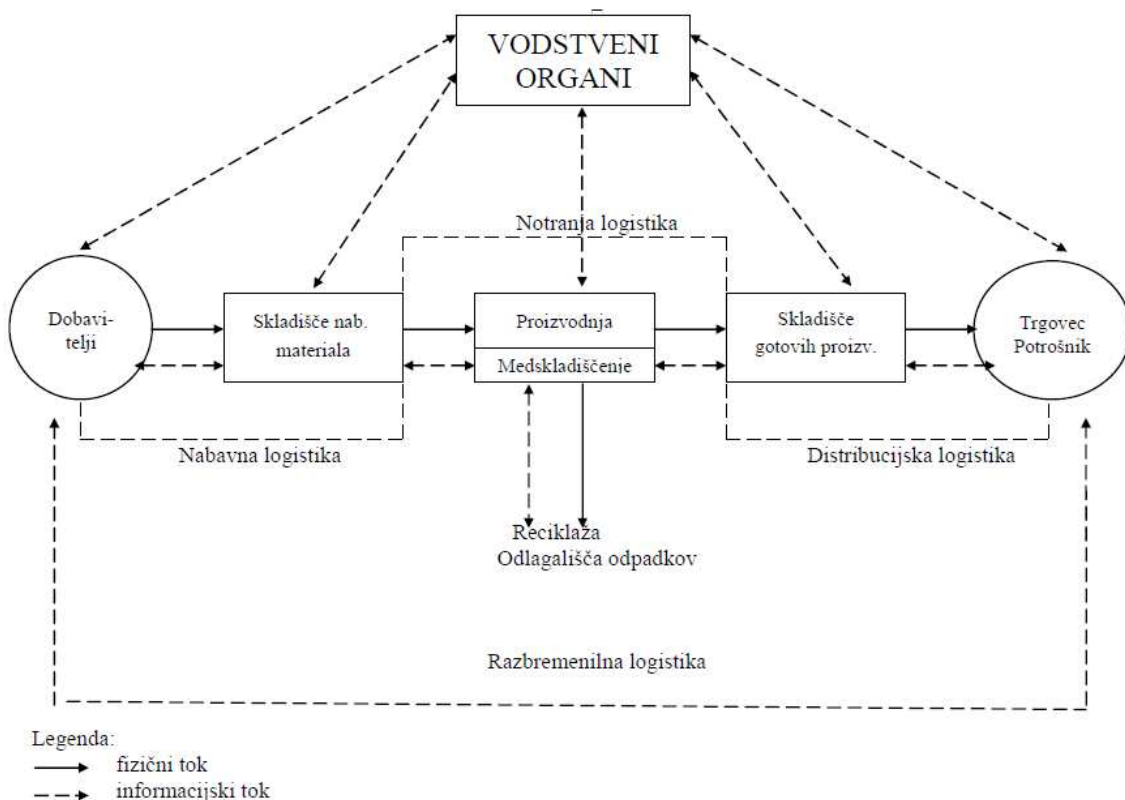 VODSTVENI
ORGANI
Notranja logistika
Dobavi-
telji
Skladišče nab.
materiala
Proizvodnja
Medskladiščenje
Skladišče
gotovih proizv.
Trgovec
Potrošnik
Nabavna logistika
Distribucijska logistika
Reciklaža
Odlagališča odpadkov
Razbremenilna logistika
Legenda:
fizični tok
informacijski tok